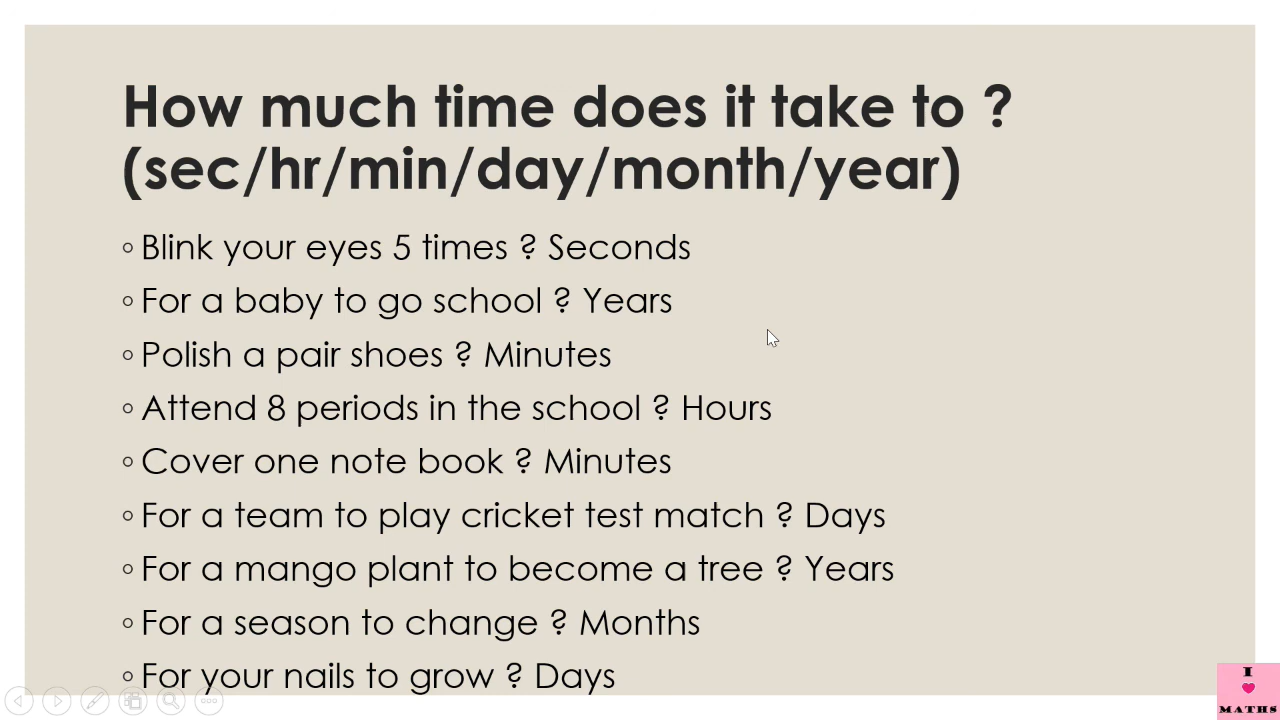 How much time does it take to ?
(sec/hr/min/day/month/year)
◦ Blink your eyes 5 times ? Seconds
◦ For a baby to go school ? Years
◦ Polish a pair shoes ? Minutes
◦ Attend 8 periods in the school ? Hours
◦ Cover one note book ? Minutes
◦ For a team to play cricket test match ? Days
◦ For a mango plant to become a tree ? Years
◦ For a season to change ? Months
◦ For your nails to grow ? Days
I
MATHS